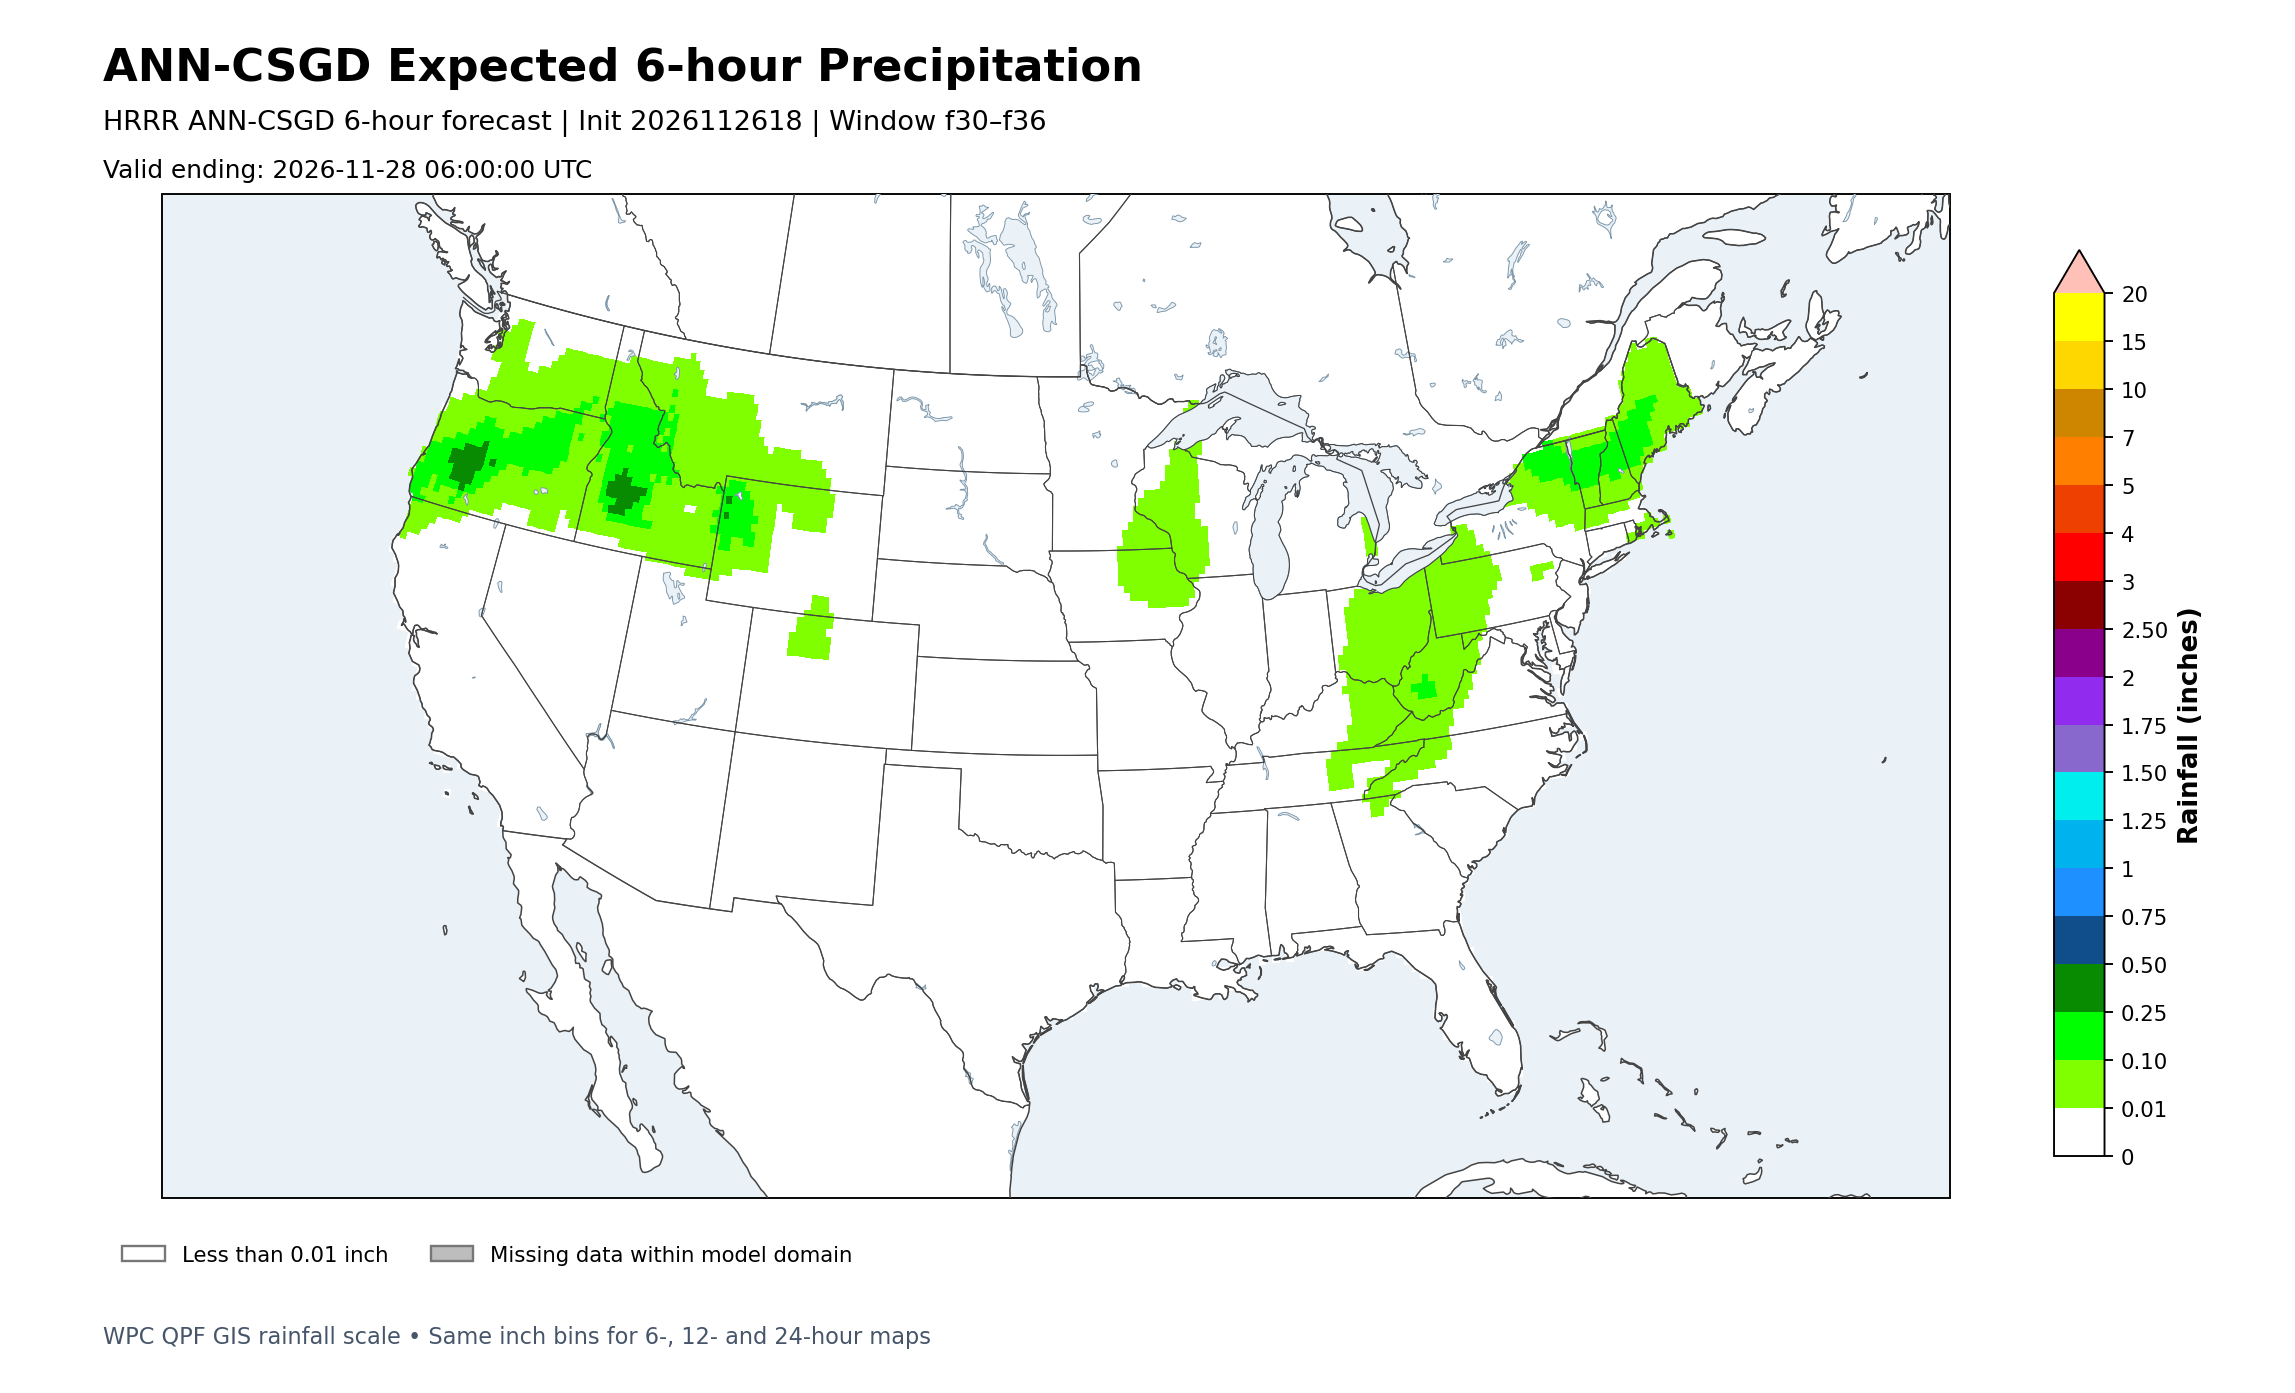 ANN-CSGD Expected 6-hour Precipitation
HRRR ANN-CSGD 6-hour forecast | Init 2026112618 | Window f30–f36
Valid ending: 2026-11-28 06:00:00 UTC
20
15
10
7
5
4
3
2.50
2
1.75
1.50
1.25
1
0.75
0.50
0.25
0.10
0.01
0
Rainfall (inches)
Less than 0.01 inch
Missing data within model domain
WPC QPF GIS rainfall scale • Same inch bins for 6-, 12- and 24-hour maps